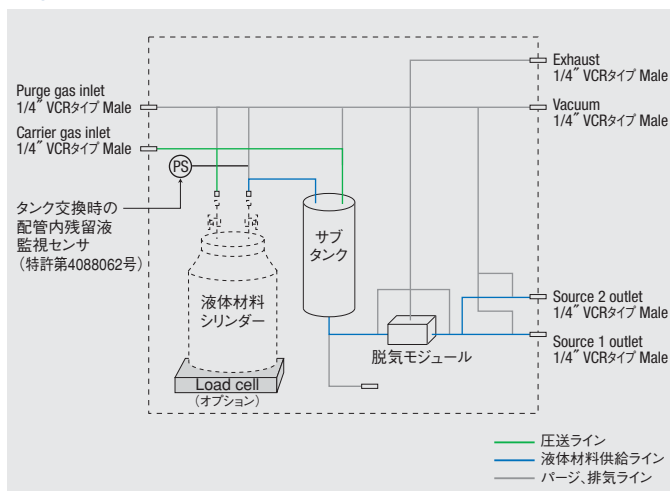 Exhaust
1/4″ VCRタイプ Male
Purge gas inlet
1/4″ VCRタイプ Male
Vacuum
1/4″ VCRタイプ Male
Carrier gas inlet
1/4″ VCRタイプ Male
PS
タンク交換時の
配管内残留液
監視センサ
(特許第4088062号)
サブ
タンク
液体材料
シリンダー
Source 2 outlet
1/4″ VCRタイプ Male
Source 1 outlet
1/4″ VCRタイプ Male
脱気モジュール
Load cell
(オプション)
圧送ライン
液体材料供給ライン
パージ、排気ライン